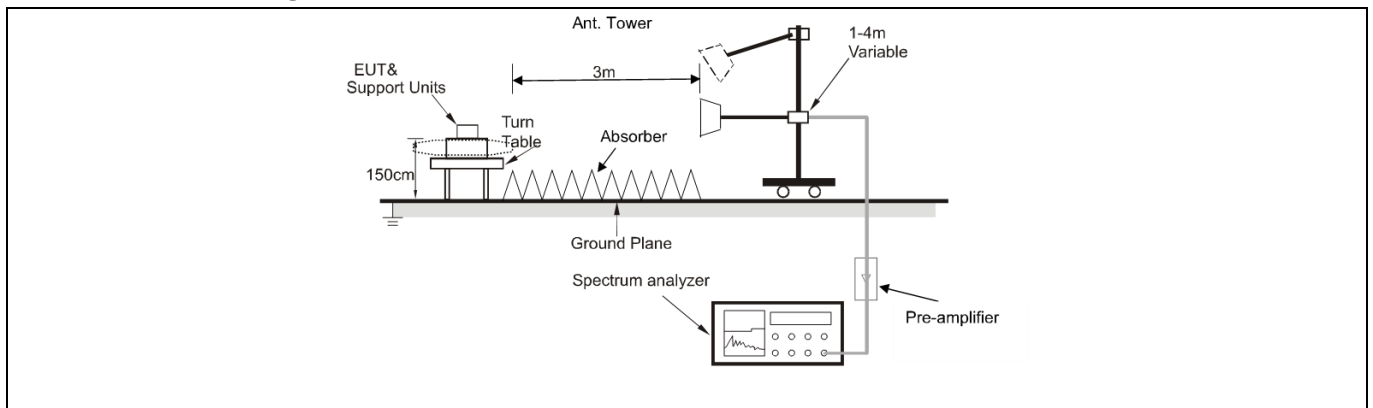 Ant. Tower
1-4m
Variable
3m
EUT&
Support Units
Turn
Table
Absorber
150cm
Ground Plane
Spectrum analyzer
Pre-amplifier